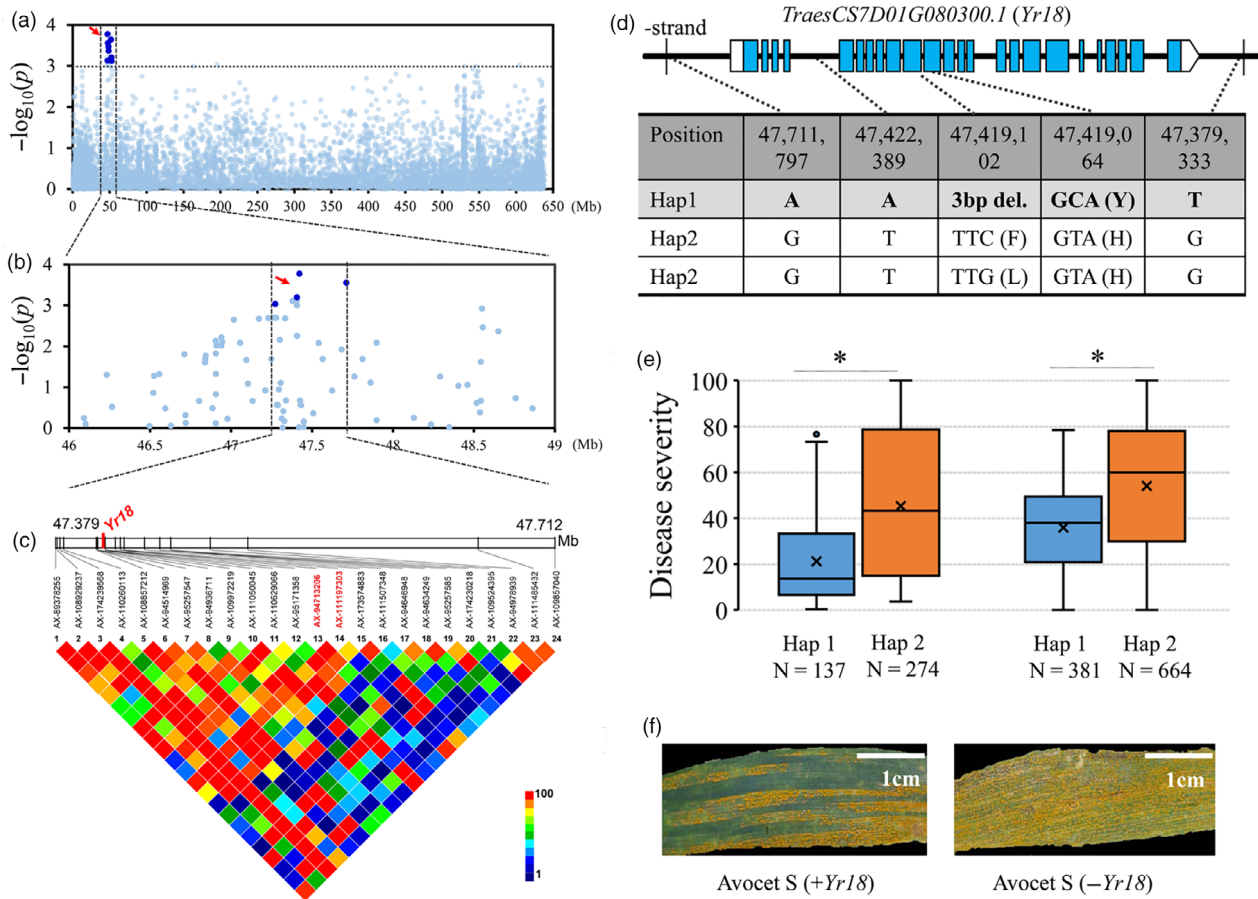 (a)
4
3
2
1
0
−log10(p)
0 50 100 150 200 250 300 350 400 450 500 550 600 650 (Mb)
(b)
4
3
2
1
0
−log10(p)
46 46.5 47 47.5 48 48.5 49 (Mb)
(c)
47.379 Yr18 47.712
Mb
AX-89378255
AX-108929237
AX-174239568
AX-110260113
AX-108857212
AX-94514969
AX-95257547
AX-94936711
AX-109972219
AX-111050045
AX-110629066
AX-95171358
AX-94713206
AX-111197303
AX-173574883
AX-111507348
AX-94646948
AX-94634249
AX-95257585
AX-174230218
AX-109524395
AX-94978939
AX-111485432
AX-109857040
1 2 3 4 5 6 7 8 9 10 11 12 13 14 15 16 17 18 19 20 21 22 23 24
100
1
(d)
TraesCS7D01G080300.1 (Yr18)
-strand
Position 47,711,797 47,422,389 47,419,102 47,419,064 47,379,333
Hap1 A A 3bp del. GCA (Y) T
Hap2 G T TTC (F) GTA (H) G
Hap2 G T TTG (L) GTA (H) G
(e)
Disease severity
100
80
60
40
20
0
* *
Hap 1 Hap 2 Hap 1 Hap 2
N = 137 N = 274 N = 381 N = 664
(f)
1cm 1cm
Avocet S (+Yr18) Avocet S (−Yr18)